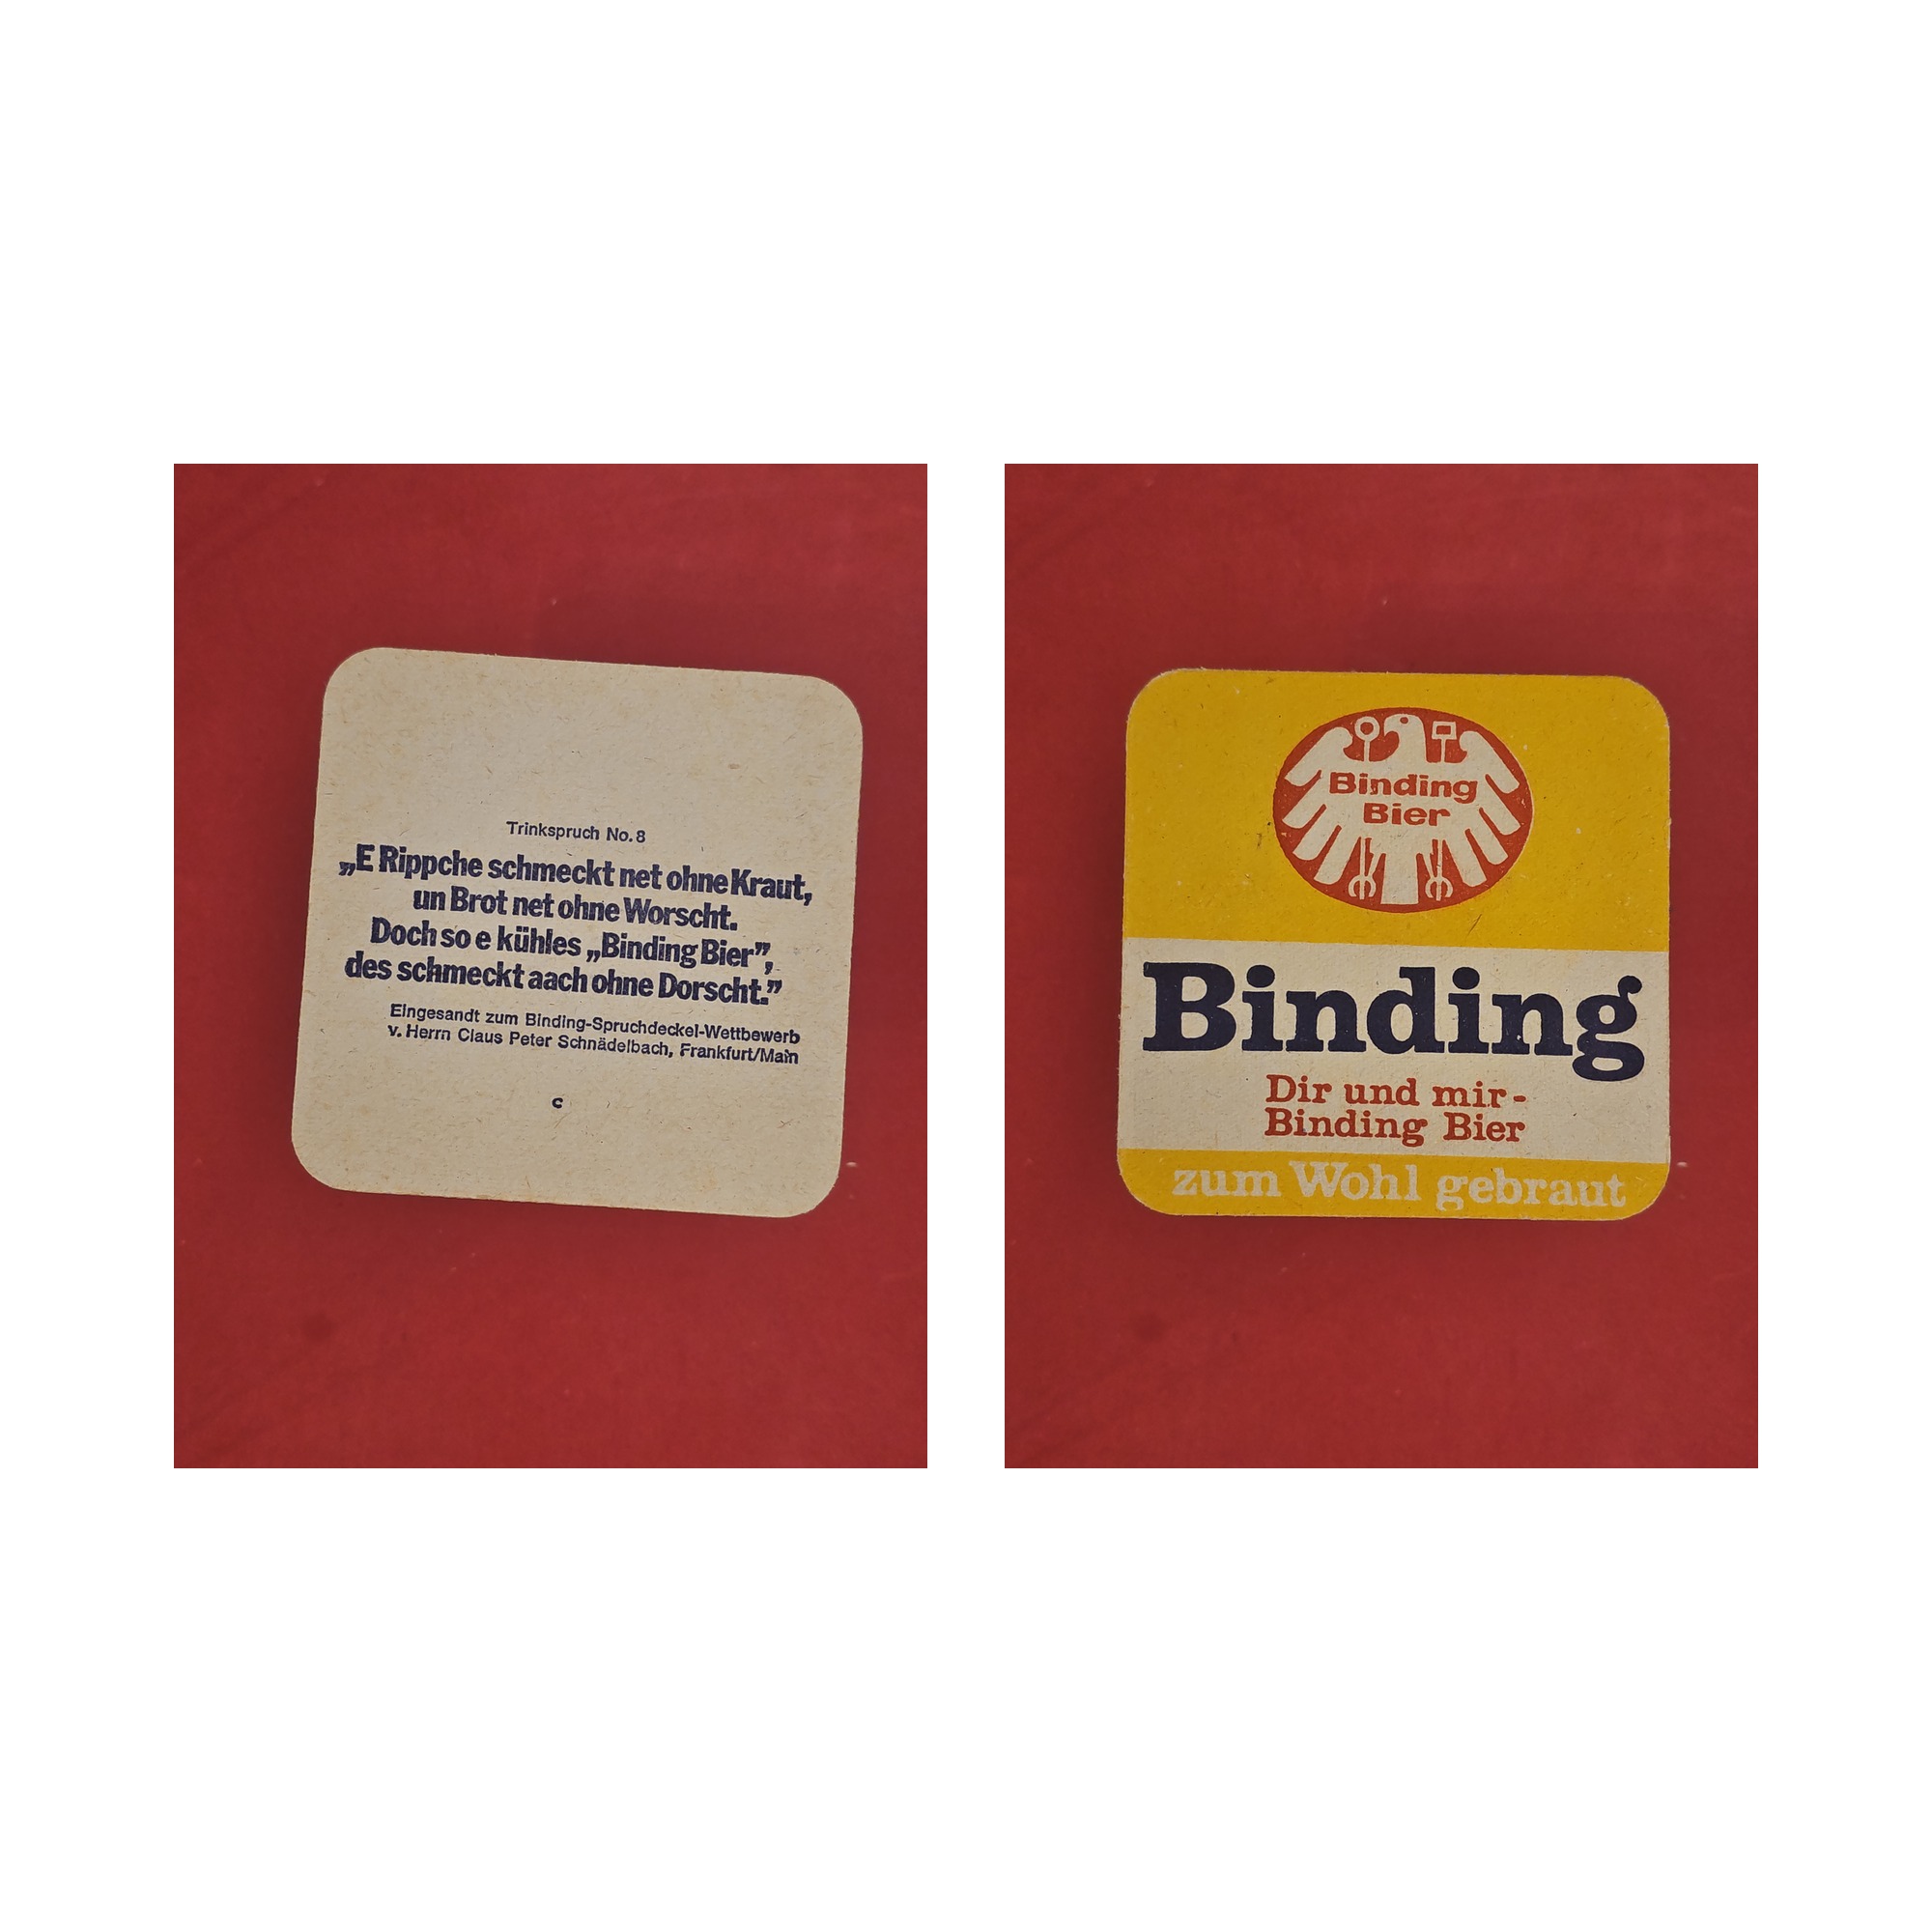 Trinkspruch No. 8
„E Rippche schmeckt net ohne Kraut,
un Brot net ohne Worscht.
Doch so e kühles „Binding Bier”,
des schmeckt aach ohne Dorscht.”
Eingesandt zum Binding-Spruchdeckel-Wettbewerb
v. Herrn Claus Peter Schnädelbach, Frankfurt/Main
c
Binding
Bier
Binding
Dir und mir-
Binding Bier
zum Wohl gebraut